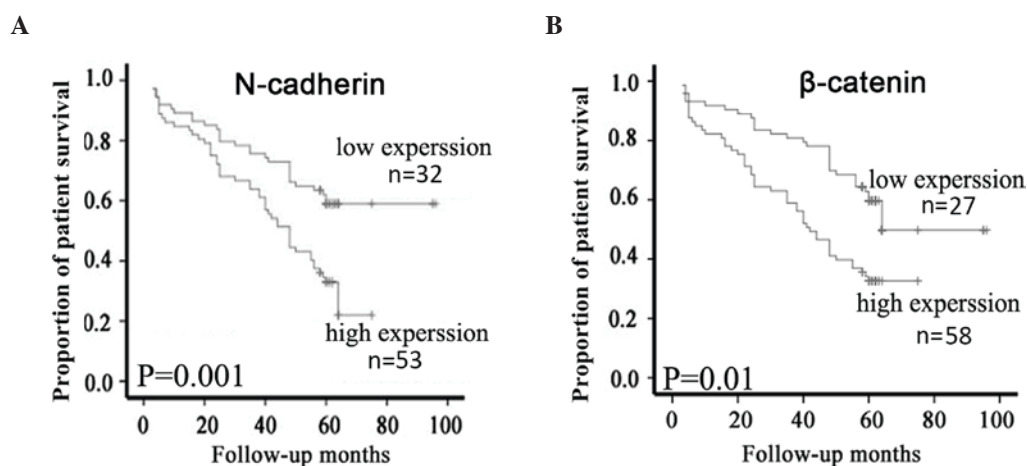 A
N-cadherin
Proportion of patient survival
1.0
0.8
0.6
0.4
0.2
0.0
low experssion
n=32
high experssion
n=53
P=0.001
0 20 40 60 80 100
Follow-up months
B
β-catenin
Proportion of patient survival
1.0
0.8
0.6
0.4
0.2
0.0
low experssion
n=27
high experssion
n=58
P=0.01
0 20 40 60 80 100
Follow-up months